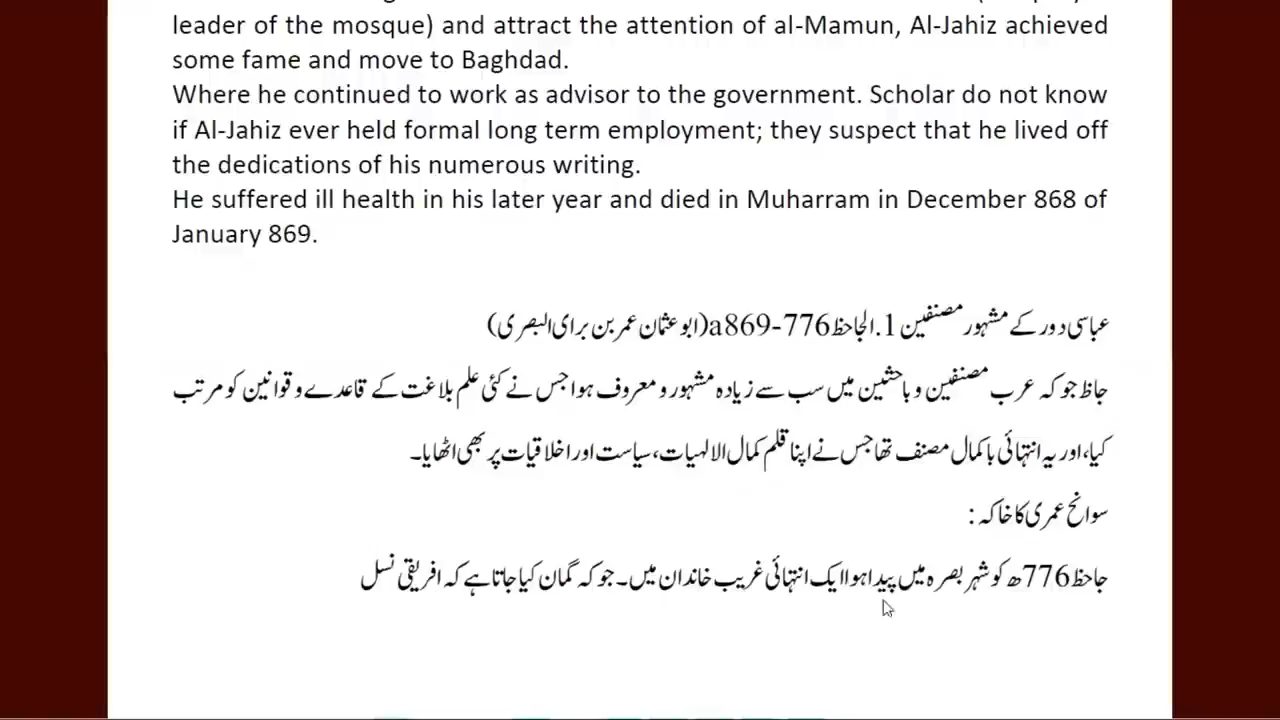 leader of the mosque) and attract the attention of al-Mamun, Al-Jahiz achieved
some fame and move to Baghdad.
Where he continued to work as advisor to the government. Scholar do not know
if Al-Jahiz ever held formal long term employment; they suspect that he lived off
the dedications of his numerous writing.
He suffered ill health in his later year and died in Muharram in December 868 of
January 869.
عباسی دور کے مشہور مصنفین 1.الجاحظ 776-869a(ابو عثمان عمر بن برای البصری)
جاظ جو کہ عرب مصنفین و باحثین میں سب سے زیادہ مشہور و معروف ہوا جس نے کئی علم بلاغت کے قاعدے و قوانین کو مرتب
کیا، اور یہ انتہائی باکمال مصنف تھا جس نے اپنا قلم کمال الالہیات، سیاست اور اخلاقیات پر بھی اٹھایا۔
سوانح عمری کا خاکہ :
جاحظ 776ھ کو شہر بصرہ میں پیدا ہوا ایک انتہائی غریب خاندان میں۔ جو کہ گمان کیا جاتا ہے کہ افریقی نسل